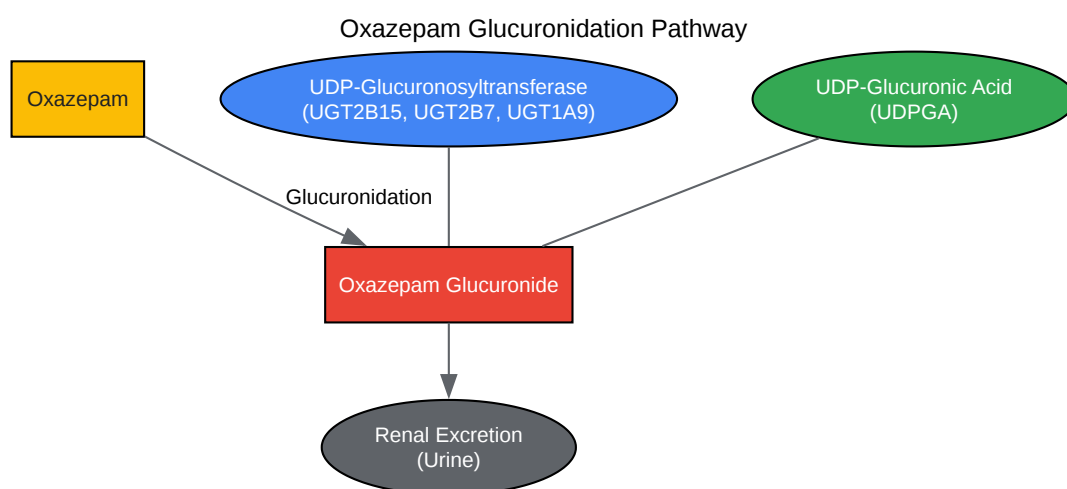 Oxazepam Glucuronidation Pathway
Oxazepam
UDP-Glucuronosyltransferase
(UGT2B15, UGT2B7, UGT1A9)
UDP-Glucuronic Acid
(UDPGA)
Glucuronidation
Oxazepam Glucuronide
Renal Excretion
(Urine)